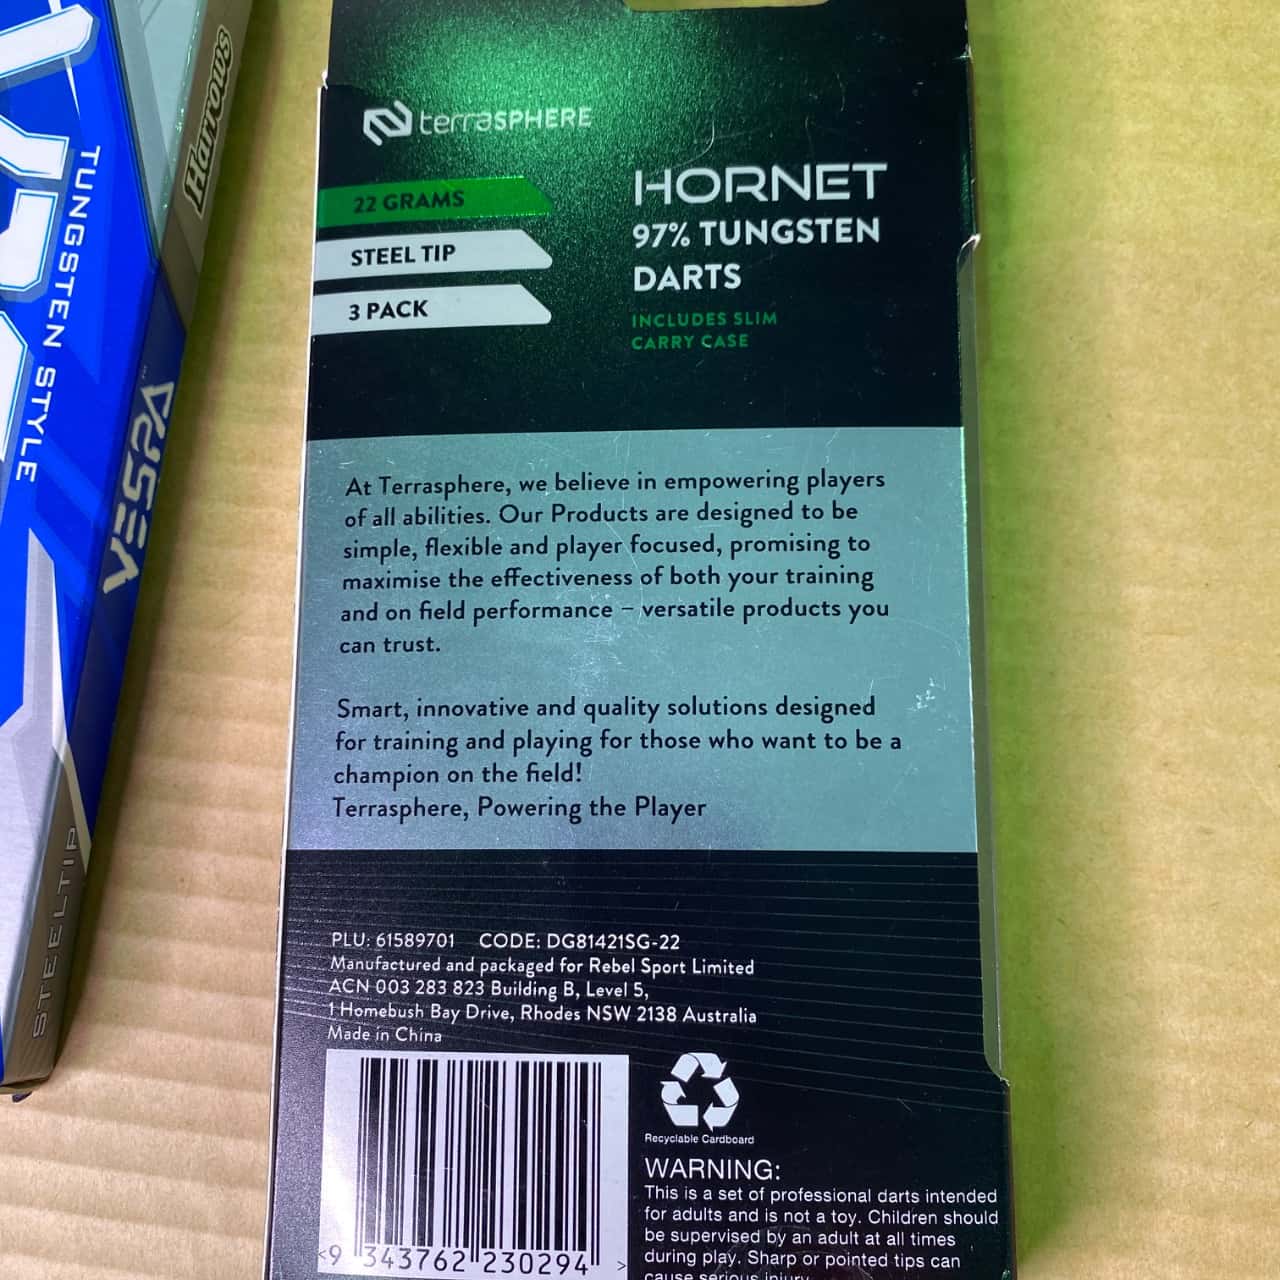 Harrows
TUNGSTEN STYLE
VESPA
STEELTIP
terraSPHERE
22 GRAMS
STEEL TIP
3 PACK
HORNET
97% TUNGSTEN
DARTS
INCLUDES SLIM
CARRY CASE
At Terrasphere, we believe in empowering players
of all abilities. Our Products are designed to be
simple, flexible and player focused, promising to
maximise the effectiveness of both your training
and on field performance – versatile products you
can trust.
Smart, innovative and quality solutions designed
for training and playing for those who want to be a
champion on the field!
Terrasphere, Powering the Player
PLU: 61589701 CODE: DG81421SG-22
Manufactured and packaged for Rebel Sport Limited
ACN 003 283 823 Building B, Level 5,
1 Homebush Bay Drive, Rhodes NSW 2138 Australia
Made in China
<9 343762 230294 >
Recyclable Cardboard
WARNING:
This is a set of professional darts intended
for adults and is not a toy. Children should
be supervised by an adult at all times
during play. Sharp or pointed tips can
cause serious injury